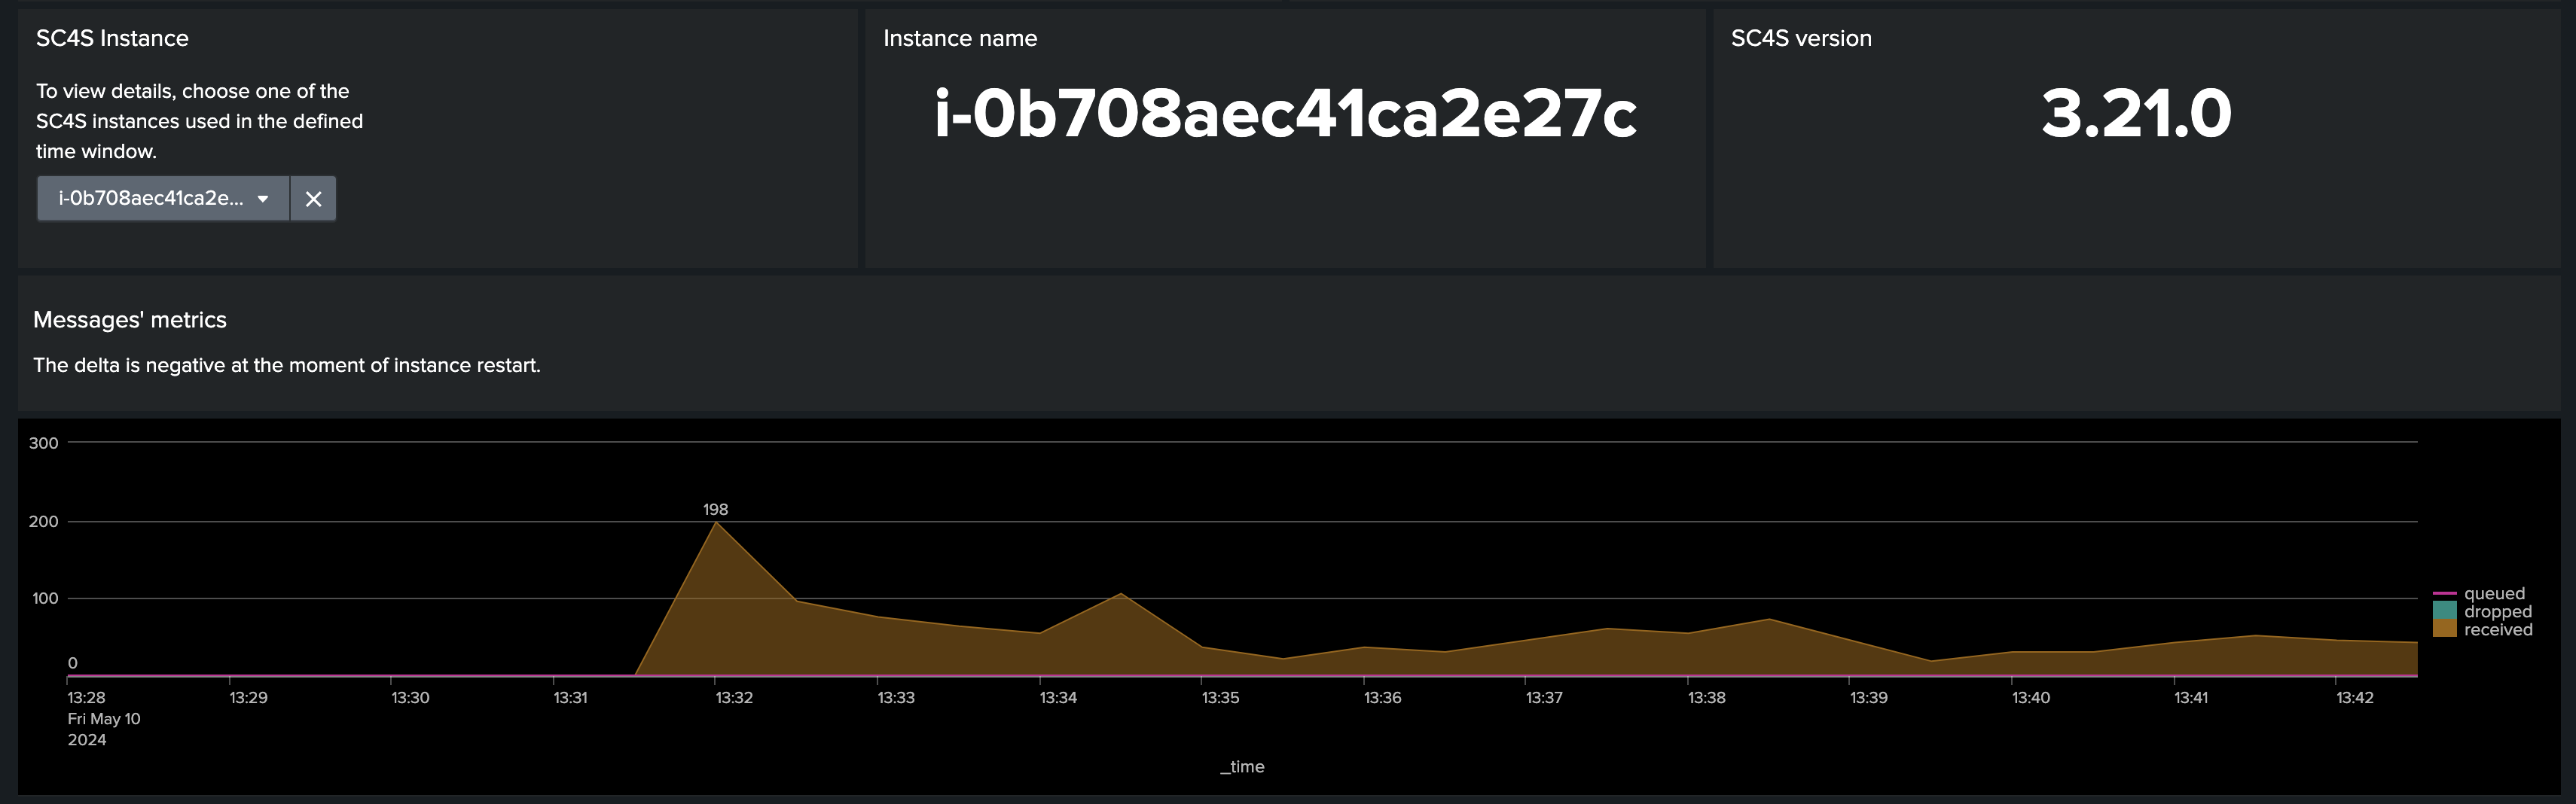 SC4S Instance
To view details, choose one of the
SC4S instances used in the defined
time window.
i-0b708aec41ca2e...
Instance name
i-0b708aec41ca2e27c
SC4S version
3.21.0
Messages' metrics
The delta is negative at the moment of instance restart.
300
200
100
0
198
13:28
Fri May 10
2024
13:29
13:30
13:31
13:32
13:33
13:34
13:35
13:36
13:37
13:38
13:39
13:40
13:41
13:42
_time
queued
dropped
received